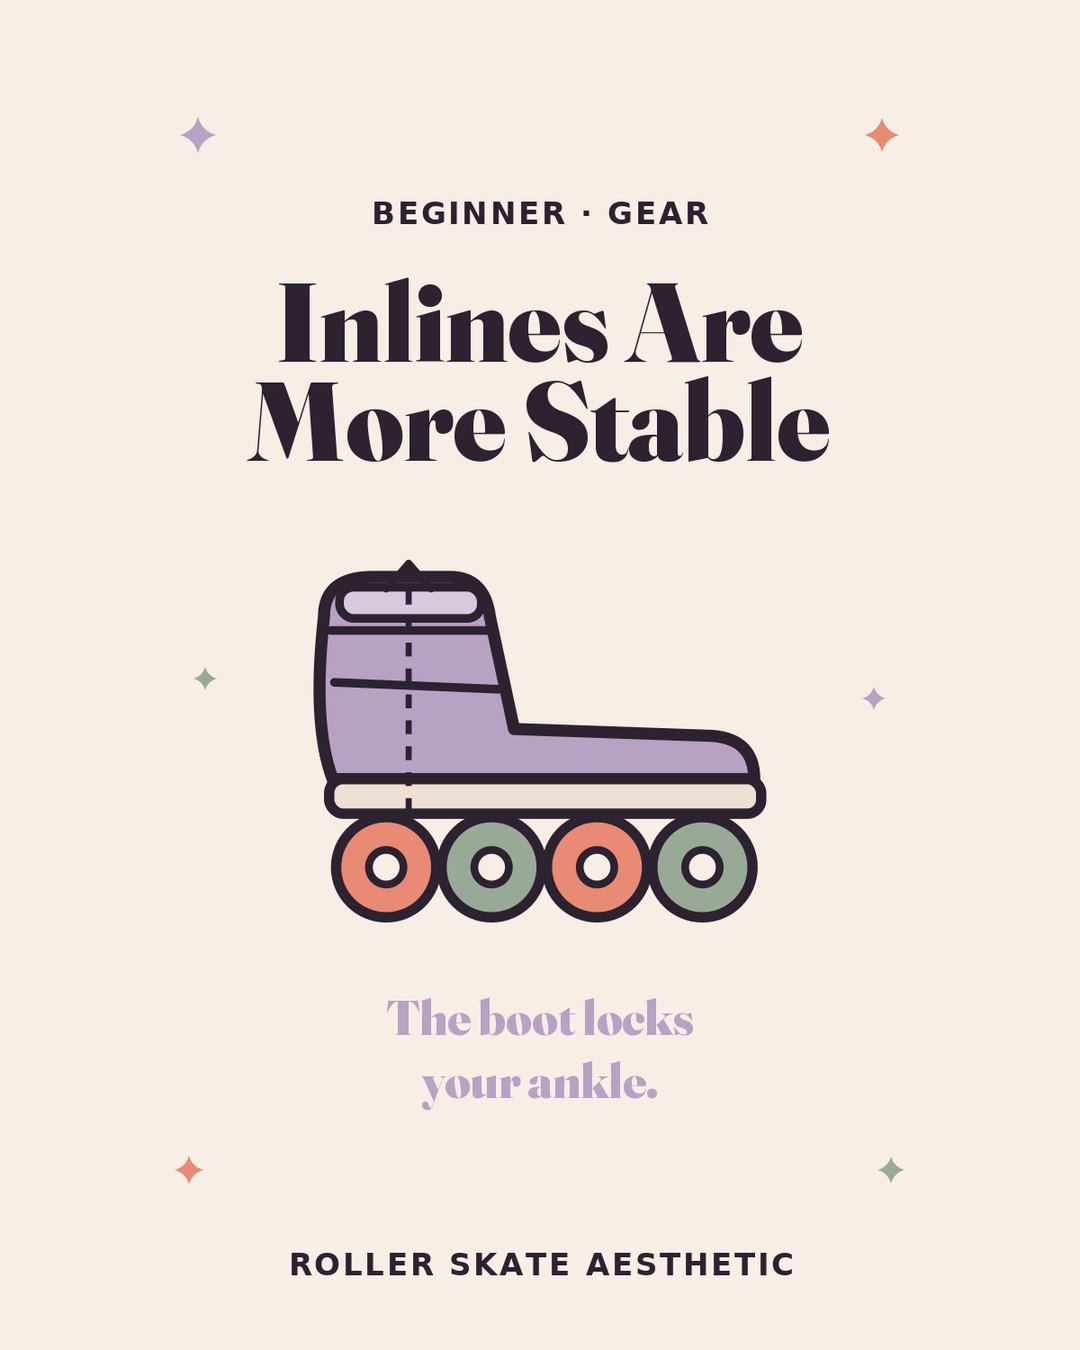 BEGINNER · GEAR
Inlines Are
More Stable
The boot locks
your ankle.
ROLLER SKATE AESTHETIC